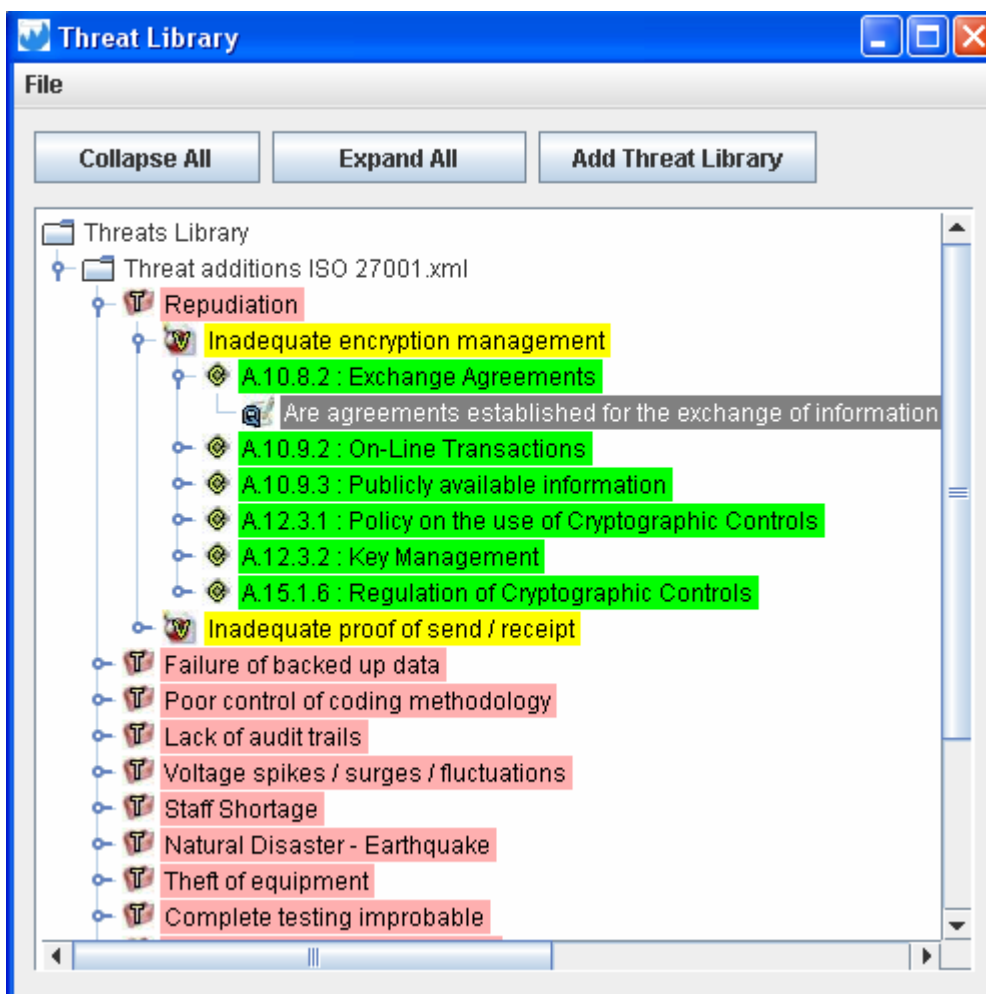 Threat Library
File
Collapse All Expand All Add Threat Library
Threats Library
Threat additions ISO 27001.xml
Repudiation
Inadequate encryption management
A.10.8.2 : Exchange Agreements
Are agreements established for the exchange of information
A.10.9.2 : On-Line Transactions
A.10.9.3 : Publicly available information
A.12.3.1 : Policy on the use of Cryptographic Controls
A.12.3.2 : Key Management
A.15.1.6 : Regulation of Cryptographic Controls
Inadequate proof of send / receipt
Failure of backed up data
Poor control of coding methodology
Lack of audit trails
Voltage spikes / surges / fluctuations
Staff Shortage
Natural Disaster - Earthquake
Theft of equipment
Complete testing improbable